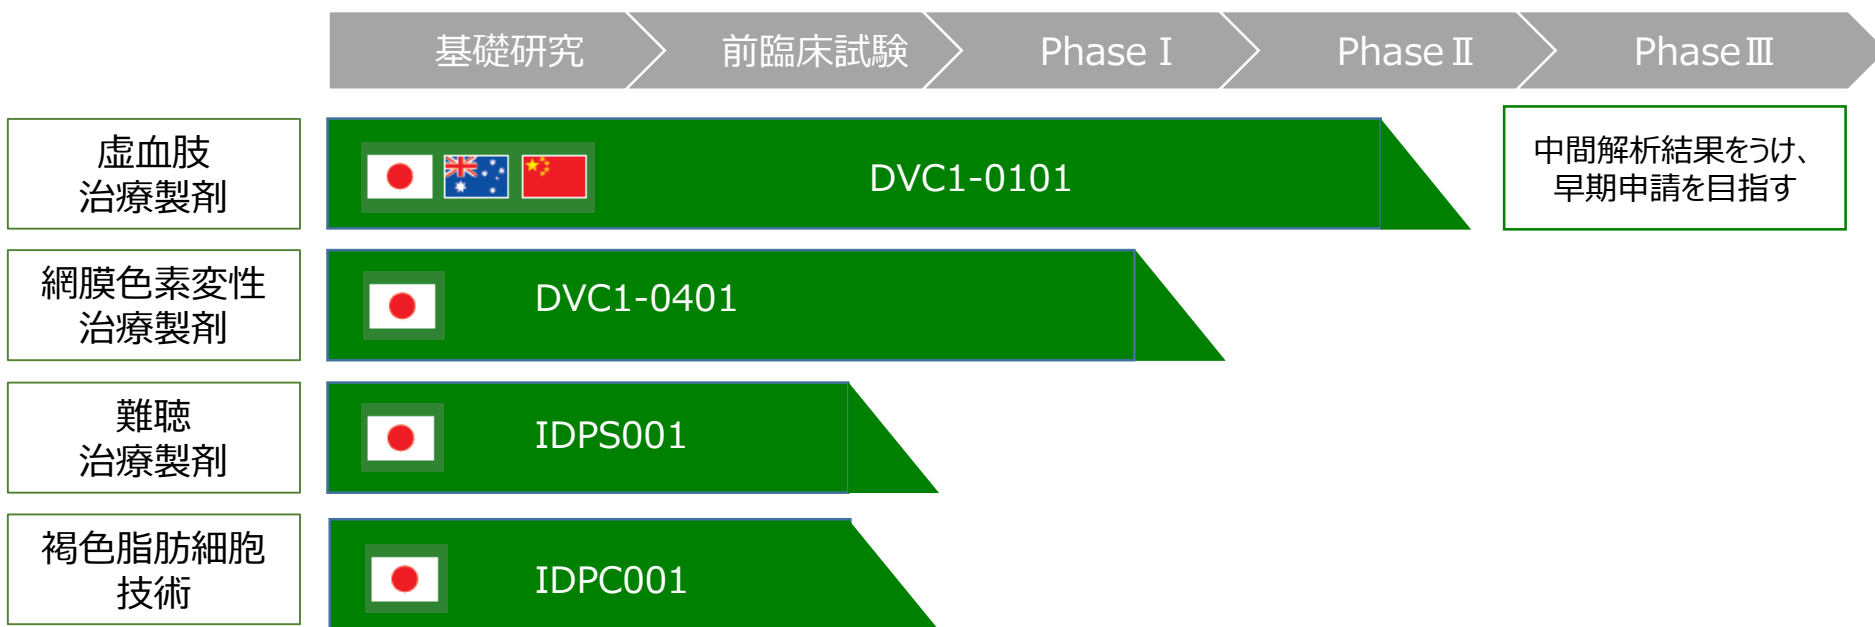 基礎研究
前臨床試験
Phase I
Phase Ⅱ
Phase Ⅲ
虚血肢
治療製剤
DVC1-0101
中間解析結果をうけ、
早期申請を目指す
網膜色素変性
治療製剤
DVC1-0401
難聴
治療製剤
IDPS001
褐色脂肪細胞
技術
IDPC001